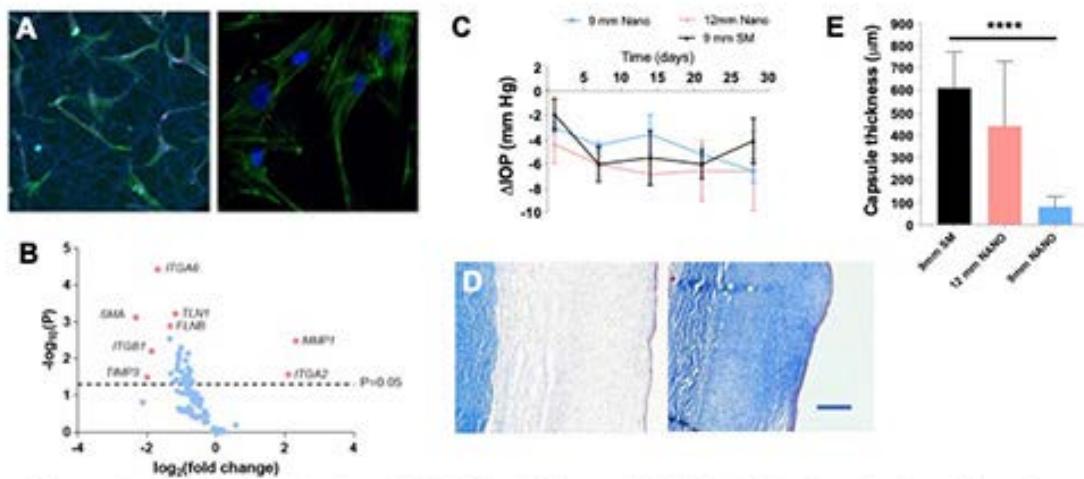 A
C
9 mm Nano
12mm Nano
9 mm SM
Time (days)
0 5 10 15 20 25 30
2
0
-2
-4
-6
-8
-10
ΔIOP (mm Hg)
E
****
900
800
700
600
500
400
300
200
100
0
Capsule thickness (μm)
9mm SM
12 mm NANO
9mm NANO
B
5
4
3
2
1
0
-log₁₀(P)
ITGA6
SMA
TLN1
FLNB
ITGB1
MMP1
TIMP3
ITGA2
P=0.05
-4 -2 0 2 4
log₂(fold change)
D